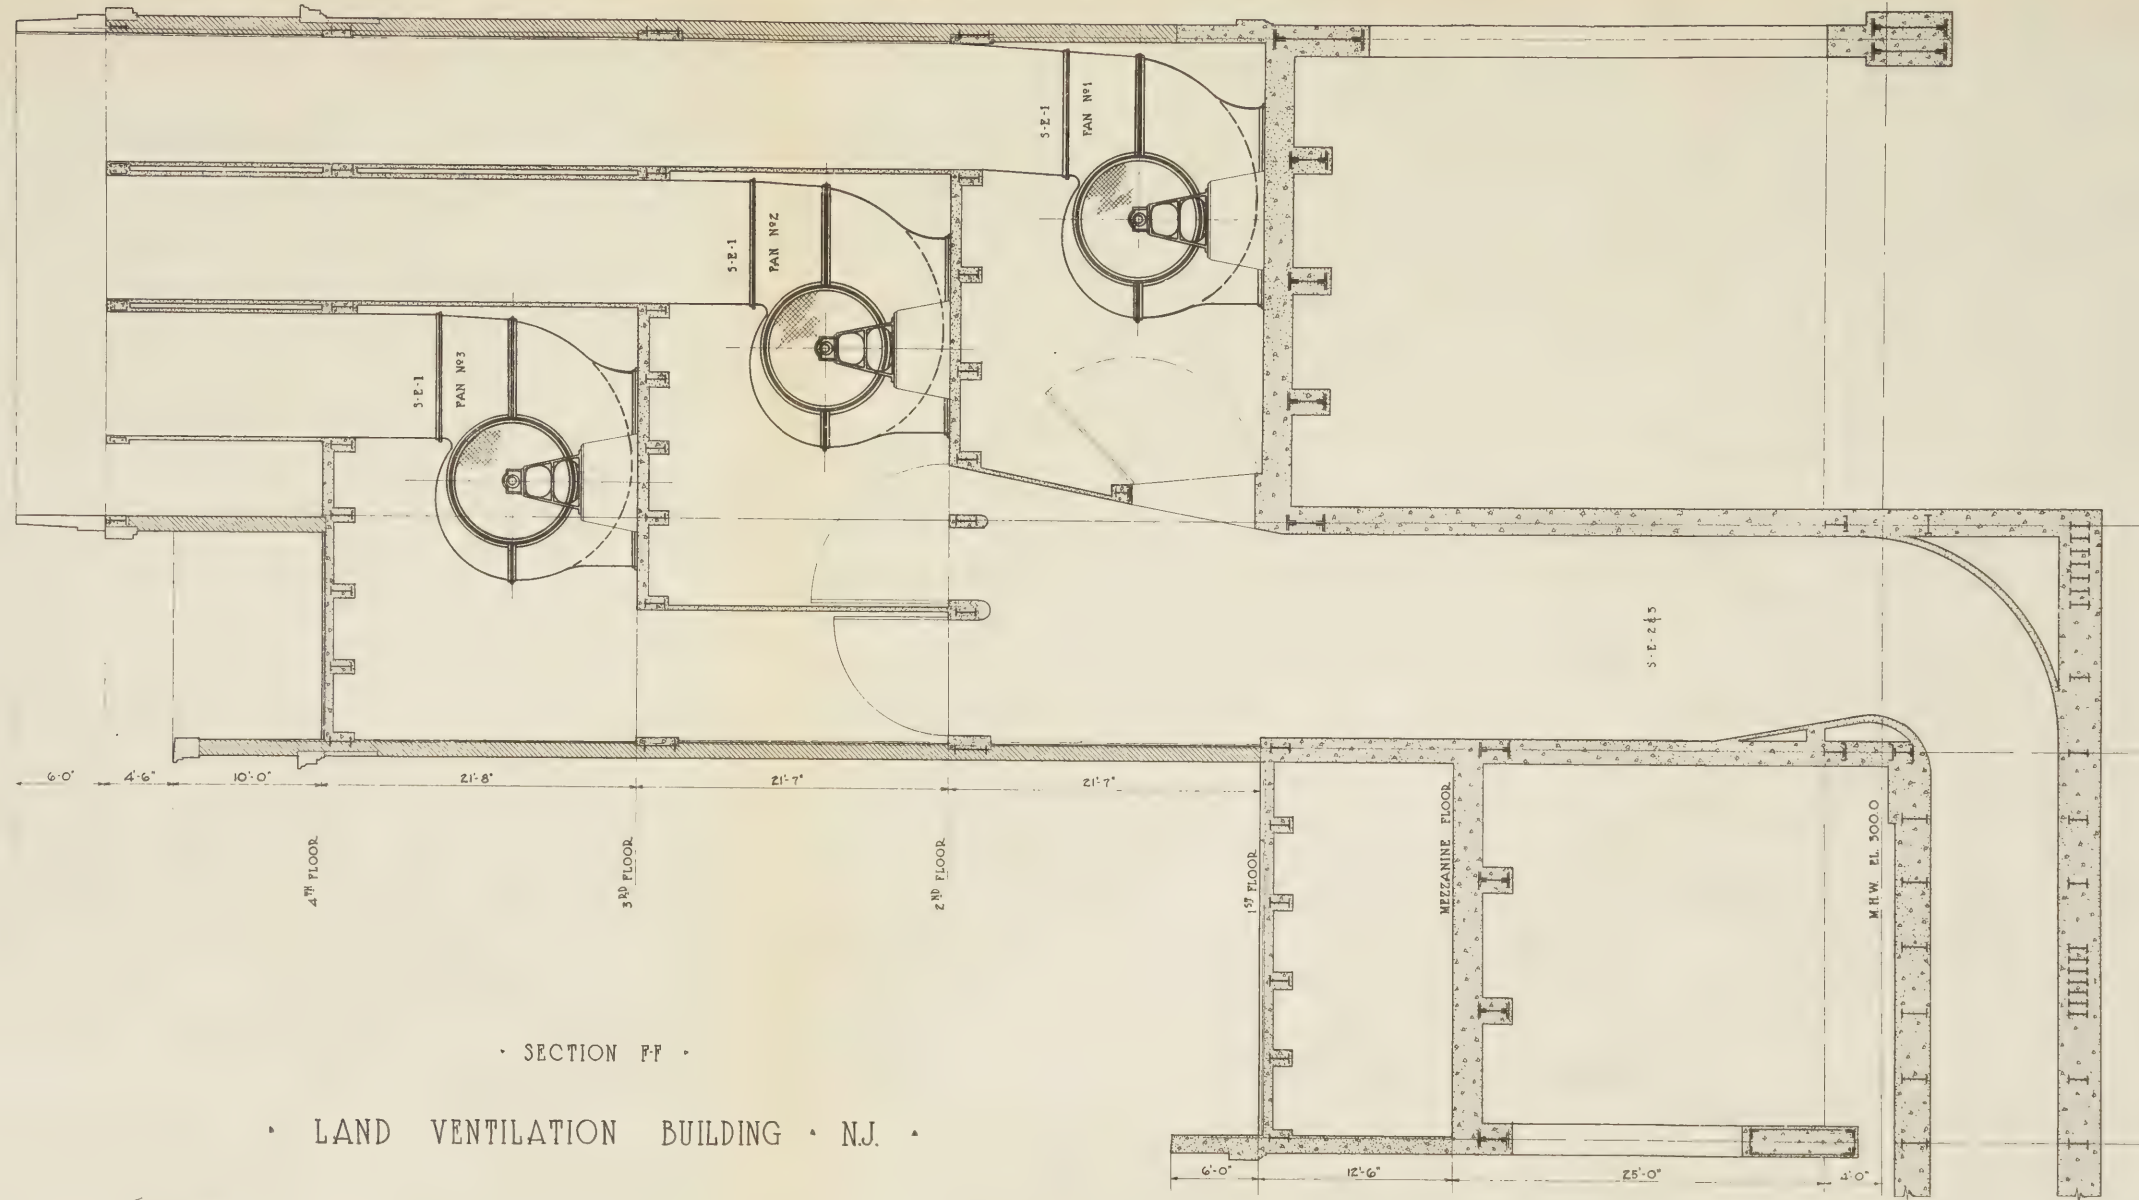 S-E-1
FAN Nº1
S-E-1
FAN Nº2
S-E-1
FAN Nº3
S-E-2&3
6-0" 4'-6" 10'-0" 21'-8" 21'-7" 21'-7"
4TH FLOOR
3RD FLOOR
2ND FLOOR
1ST FLOOR
MEZZANINE FLOOR
M.H.W. EL. 300.0
6'-0" 12'-6" 25'-0"
· SECTION F-F ·
· LAND VENTILATION BUILDING · N.J. ·